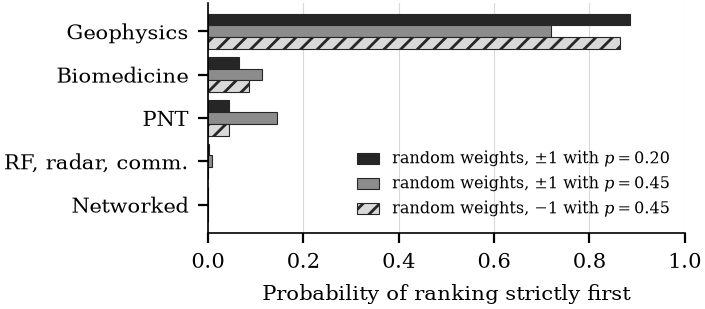 Geophysics
Biomedicine
PNT
RF, radar, comm.
Networked
random weights, ±1 with p = 0.20
random weights, ±1 with p = 0.45
random weights, −1 with p = 0.45
0.0 0.2 0.4 0.6 0.8 1.0
Probability of ranking strictly first